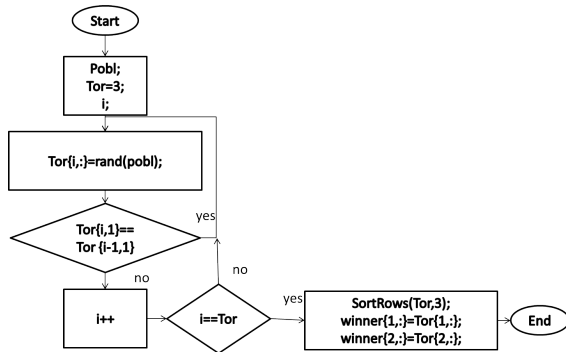 Start
Pobl;
Tor=3;
i;
Tor{i,:}=rand(pobl);
yes
Tor{i,1}==
Tor {i-1,1}
no
no
i++
i==Tor
yes
SortRows(Tor,3);
winner{1,:}=Tor{1,:};
winner{2,:}=Tor{2,:};
End